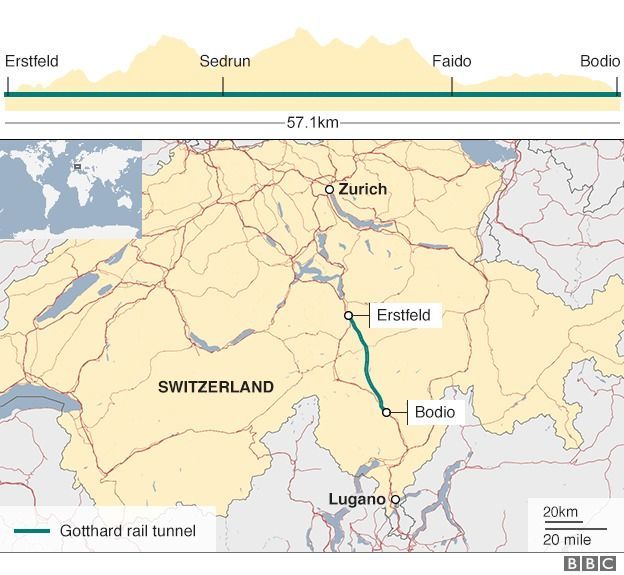 Erstfeld
Sedrun
Faido
Bodio
57.1km
Zurich
Erstfeld
SWITZERLAND
Bodio
Lugano
Gotthard rail tunnel
20km
20 mile
BBC